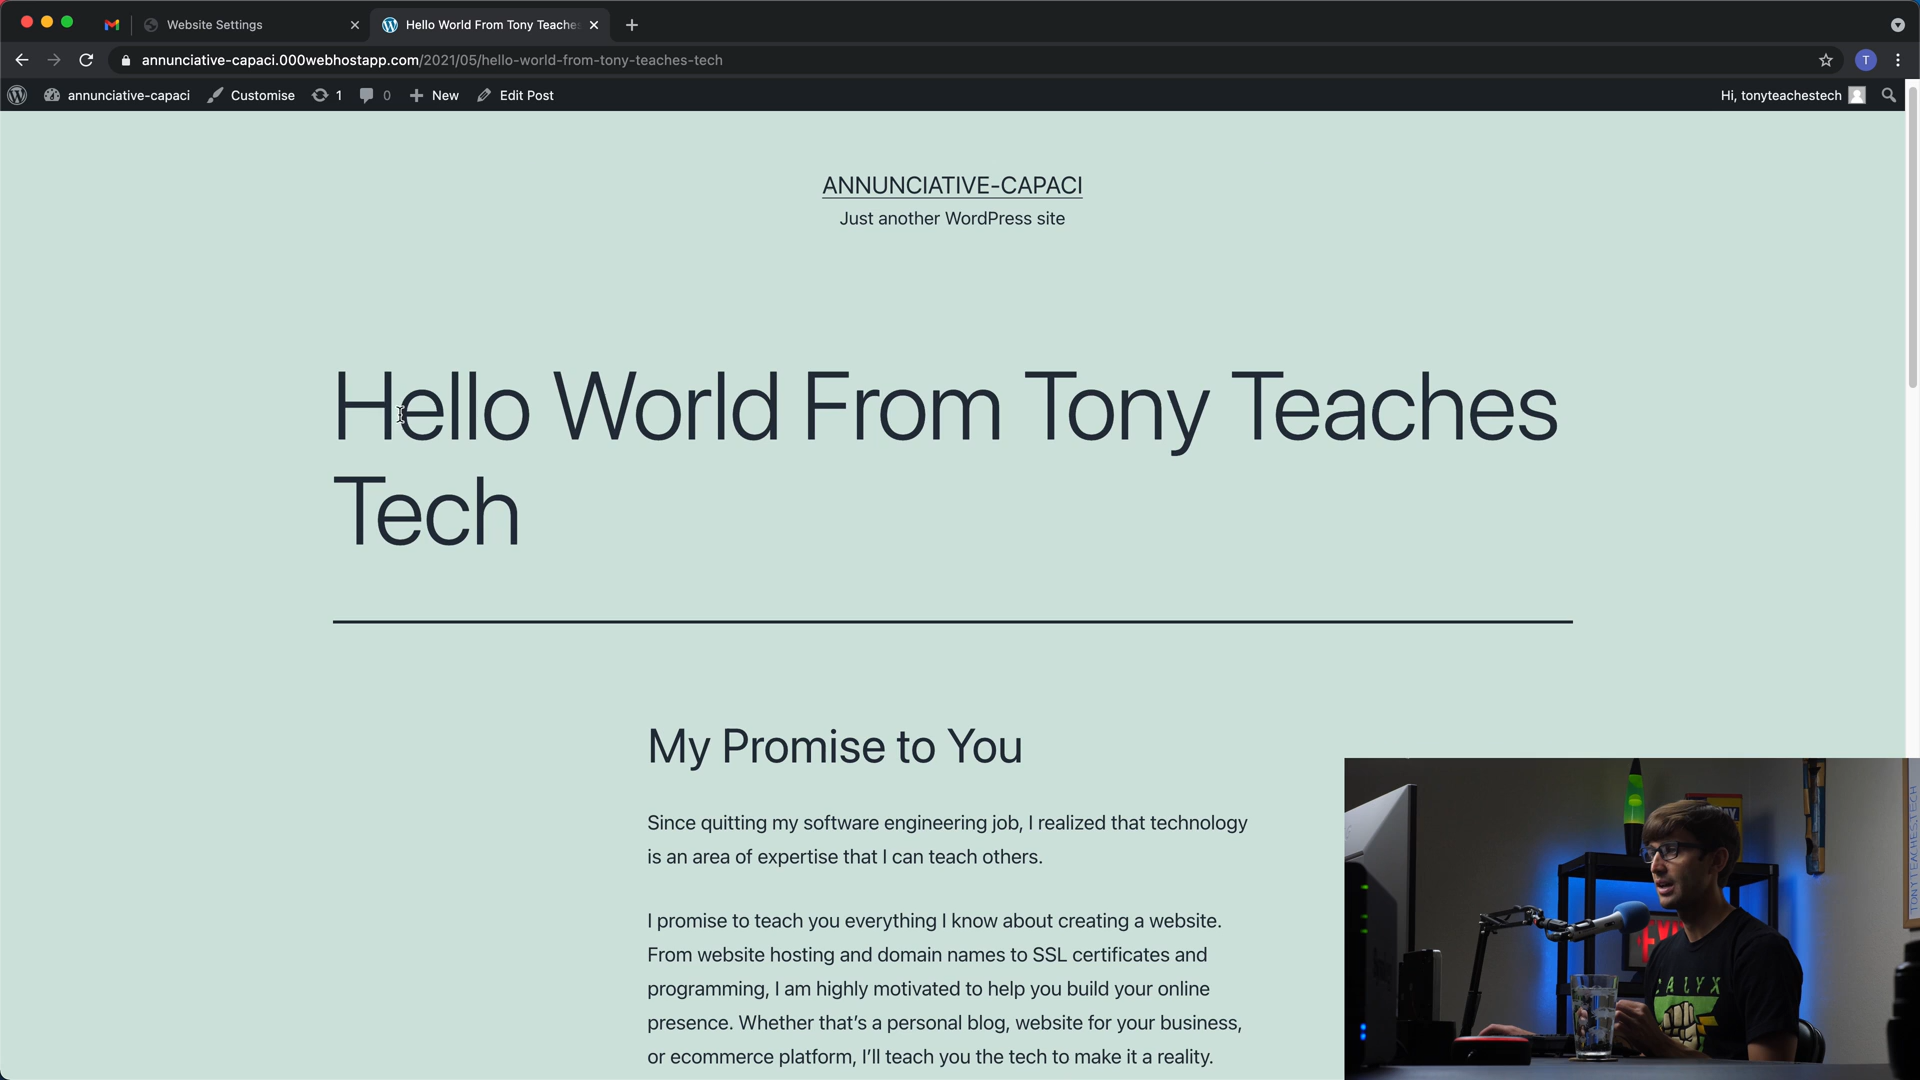 Website Settings
Hello World From Tony Teache
annunciative-capaci.000webhostapp.com/2021/05/hello-world-from-tony-teaches-tech
T
annunciative-capaci
Customise
1
0
New
Edit Post
Hi, tonyteachestech
ANNUNCIATIVE-CAPACI
Just another WordPress site
Hello World From Tony Teaches
Tech
My Promise to You
Since quitting my software engineering job, I realized that technology
is an area of expertise that I can teach others.
I promise to teach you everything I know about creating a website.
From website hosting and domain names to SSL certificates and
programming, I am highly motivated to help you build your online
presence. Whether that’s a personal blog, website for your business,
or ecommerce platform, I’ll teach you the tech to make it a reality.
TONYTEACHES.TECH
CALYX